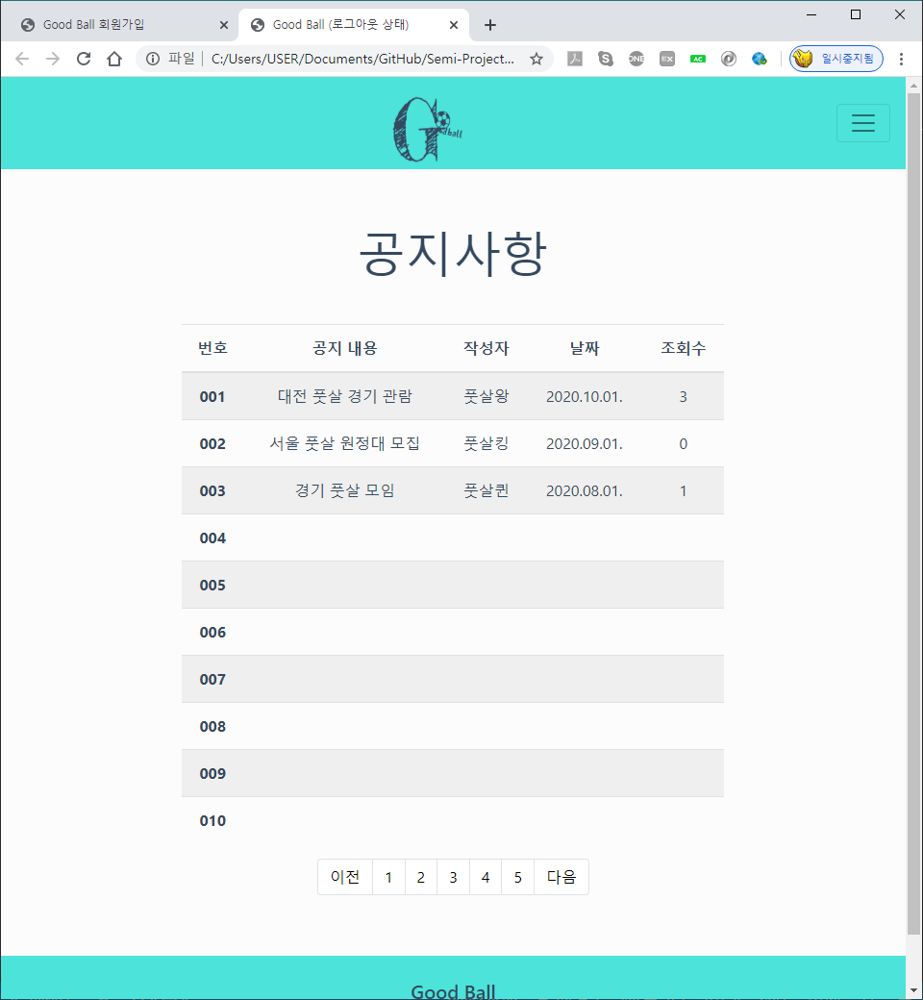 Good Ball 회원가입
Good Ball (로그아웃 상태)
파일 C:/Users/USER/Documents/GitHub/Semi-Project... ONE EX AC 일시중지됨
G ball
공지사항
번호 공지 내용 작성자 날짜 조회수
001 대전 풋살 경기 관람 풋살왕 2020.10.01. 3
002 서울 풋살 원정대 모집 풋살킹 2020.09.01. 0
003 경기 풋살 모임 풋살퀸 2020.08.01. 1
004
005
006
007
008
009
010
이전 1 2 3 4 5 다음
Good Ball